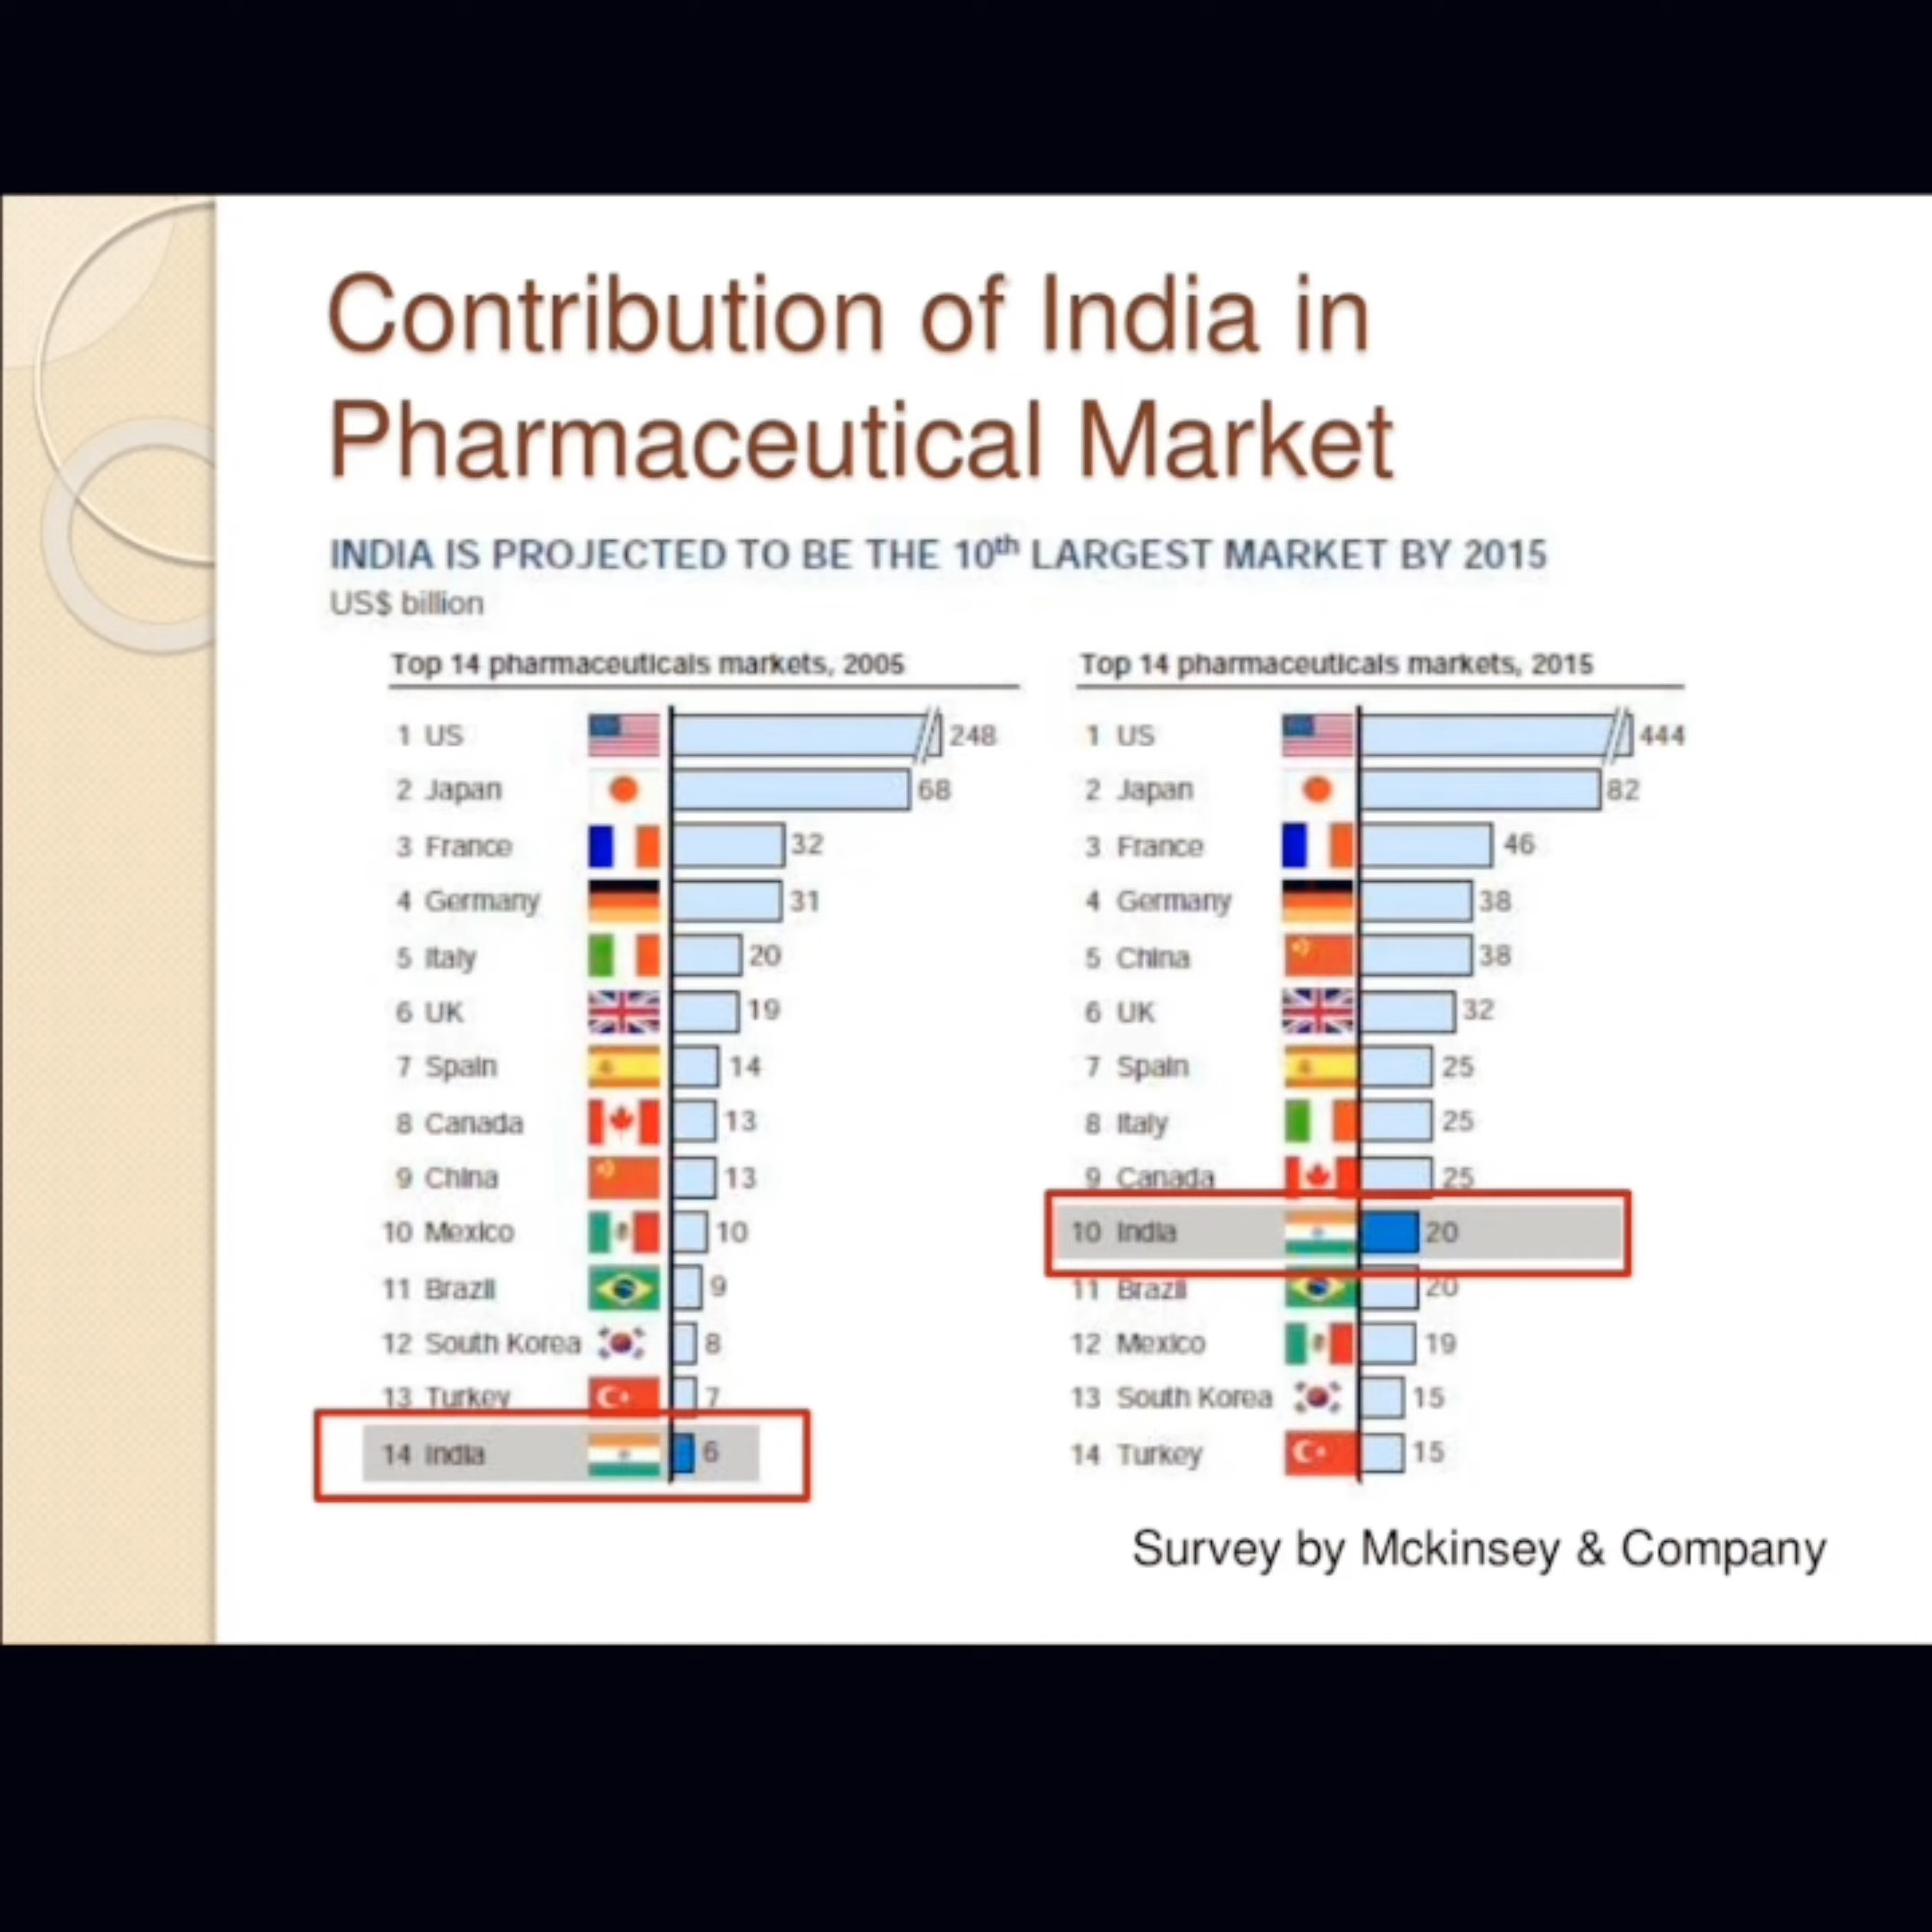 Contribution of India in
Pharmaceutical Market
INDIA IS PROJECTED TO BE THE 10th LARGEST MARKET BY 2015
US$ billion
Top 14 pharmaceuticals markets, 2005
1 US 248
2 Japan 68
3 France 32
4 Germany 31
5 Italy 20
6 UK 19
7 Spain 14
8 Canada 13
9 China 13
10 Mexico 10
11 Brazil 9
12 South Korea 8
13 Turkey 7
14 India 6
Top 14 pharmaceuticals markets, 2015
1 US 444
2 Japan 82
3 France 46
4 Germany 38
5 China 38
6 UK 32
7 Spain 25
8 Italy 25
9 Canada 25
10 India 20
11 Brazil 20
12 Mexico 19
13 South Korea 15
14 Turkey 15
Survey by Mckinsey & Company